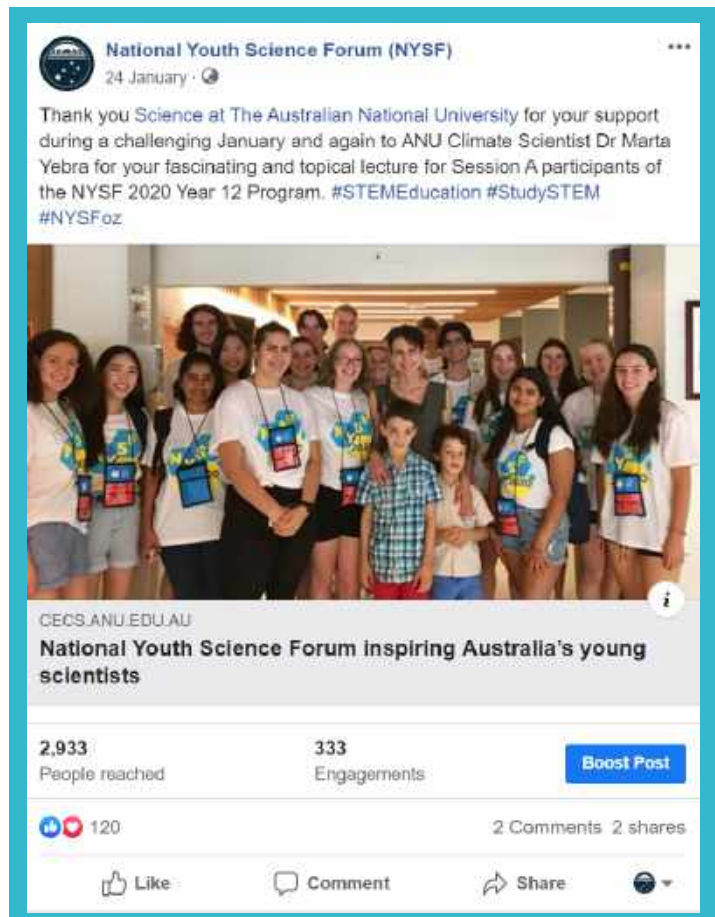 National Youth Science Forum (NYSF)
24 January ·
Thank you Science at The Australian National University for your support
during a challenging January and again to ANU Climate Scientist Dr Marta
Yebra for your fascinating and topical lecture for Session A participants of
the NYSF 2020 Year 12 Program. #STEMEducation #StudySTEM
#NYSFoz
CECS.ANU.EDU.AU
National Youth Science Forum inspiring Australia's young
scientists
2,933
People reached
333
Engagements
Boost Post
120
2 Comments 2 shares
Like
Comment
Share